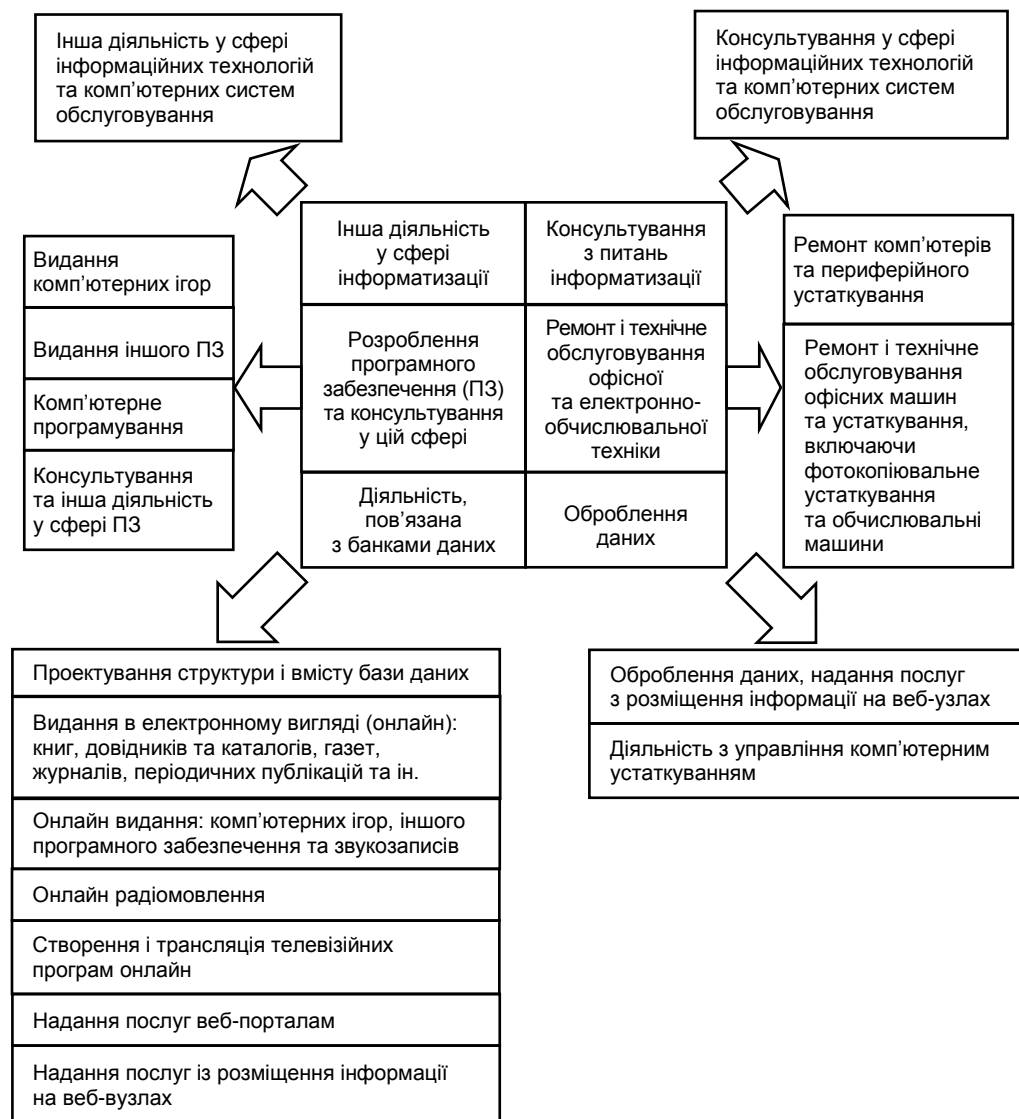 Інша діяльність у сфері
інформаційних технологій
та комп’ютерних систем
обслуговування
Консультування у сфері
інформаційних технологій
та комп’ютерних систем
обслуговування
Видання
комп’ютерних ігор
Видання іншого ПЗ
Комп’ютерне
програмування
Консультування
та інша діяльність
у сфері ПЗ
Інша діяльність
у сфері
інформатизації
Консультування
з питань
інформатизації
Розроблення
програмного
забезпечення (ПЗ)
та консультування
у цій сфері
Ремонт і технічне
обслуговування
офісної
та електронно-
обчислювальної
техніки
Діяльність,
пов’язана
з банками даних
Оброблення
даних
Ремонт комп’ютерів
та периферійного
устаткування
Ремонт і технічне
обслуговування
офісних машин
та устаткування,
включаючи
фотокопіювальне
устаткування
та обчислювальні
машини
Проектування структури і вмісту бази даних
Видання в електронному вигляді (онлайн):
книг, довідників та каталогів, газет,
журналів, періодичних публікацій та ін.
Онлайн видання: комп’ютерних ігор, іншого
програмного забезпечення та звукозаписів
Онлайн радіомовлення
Створення і трансляція телевізійних
програм онлайн
Надання послуг веб-порталам
Надання послуг із розміщення інформації
на веб-вузлах
Оброблення даних, надання послуг
з розміщення інформації на веб-узлах
Діяльність з управління комп’ютерним
устаткуванням